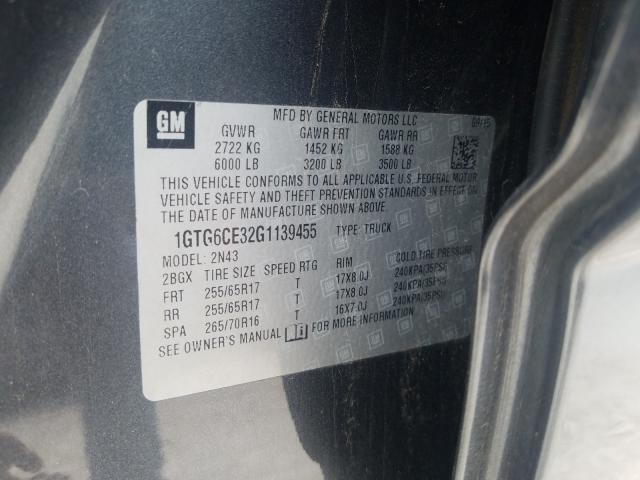 GM
MFD BY GENERAL MOTORS LLC 09/15
GVWR GAWR FRT GAWR RR
2722 KG 1452 KG 1588 KG
6000 LB 3200 LB 3500 LB
THIS VEHICLE CONFORMS TO ALL APPLICABLE U.S. FEDERAL MOTOR
VEHICLE SAFETY AND THEFT PREVENTION STANDARDS IN EFFECT ON
THE DATE OF MANUFACTURE SHOWN ABOVE.
1GTG6CE32G1139455 TYPE: TRUCK
MODEL: 2N43
2BGX TIRE SIZE SPEED RTG RIM COLD TIRE PRESSURE
FRT 255/65R17 T 17X8.0J 240KPA/35PSI
RR 255/65R17 T 17X8.0J 240KPA/35PSI
SPA 265/70R16 T 16X7.0J 240KPA/35PSI
SEE OWNER'S MANUAL FOR MORE INFORMATION